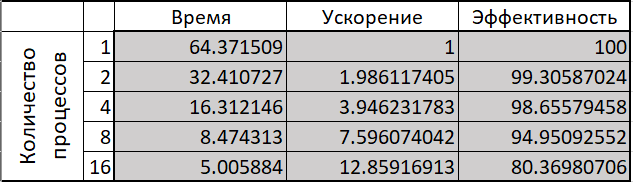 Время Ускорение Эффективность
Количество процессов
1 64.371509 1 100
2 32.410727 1.986117405 99.30587024
4 16.312146 3.946231783 98.65579458
8 8.474313 7.596074042 94.95092552
16 5.005884 12.85916913 80.36980706